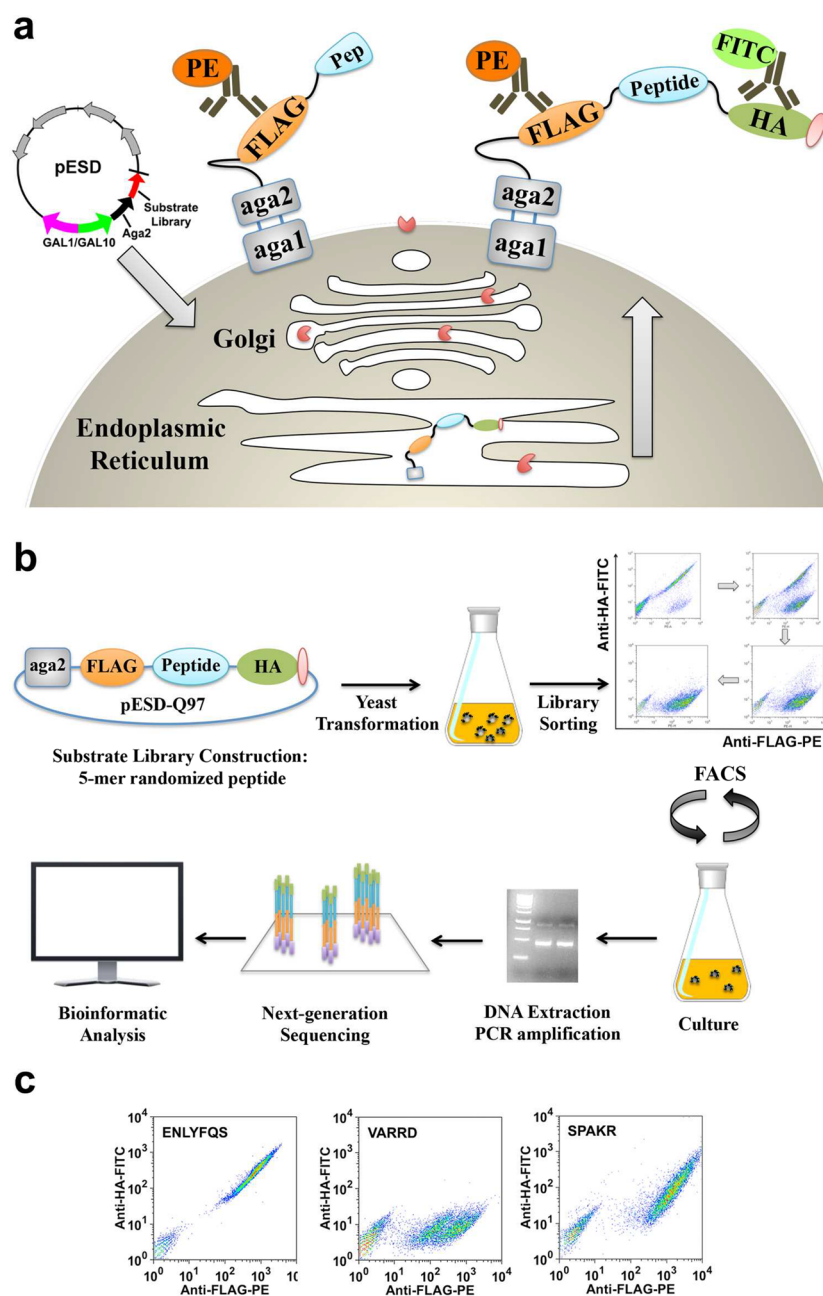 a
PE
Pep
FLAG
aga2
aga1
PE
FITC
Peptide
FLAG
HA
aga2
aga1
pESD
Substrate
Library
Aga2
GAL1/GAL10
Golgi
Endoplasmic
Reticulum
b
aga2
FLAG
Peptide
HA
pESD-Q97
Substrate Library Construction:
5-mer randomized peptide
Yeast
Transformation
Library
Sorting
Anti-HA-FITC
Anti-FLAG-PE
FACS
Culture
DNA Extraction
PCR amplification
Next-generation
Sequencing
Bioinformatic
Analysis
c
ENLYFQS
Anti-HA-FITC
10⁴
10³
10²
10¹
10⁰
10⁰ 10¹ 10² 10³ 10
Anti-FLAG-PE
VARRD
Anti-HA-FITC
10⁴
10³
10²
10¹
10⁰
10⁰ 10¹ 10² 10³ 10⁴
Anti-FLAG-PE
SPAKR
Anti-HA-FITC
10⁴
10³
10²
10¹
10⁰
10⁰ 10¹ 10² 10³ 10⁴
Anti-FLAG-PE